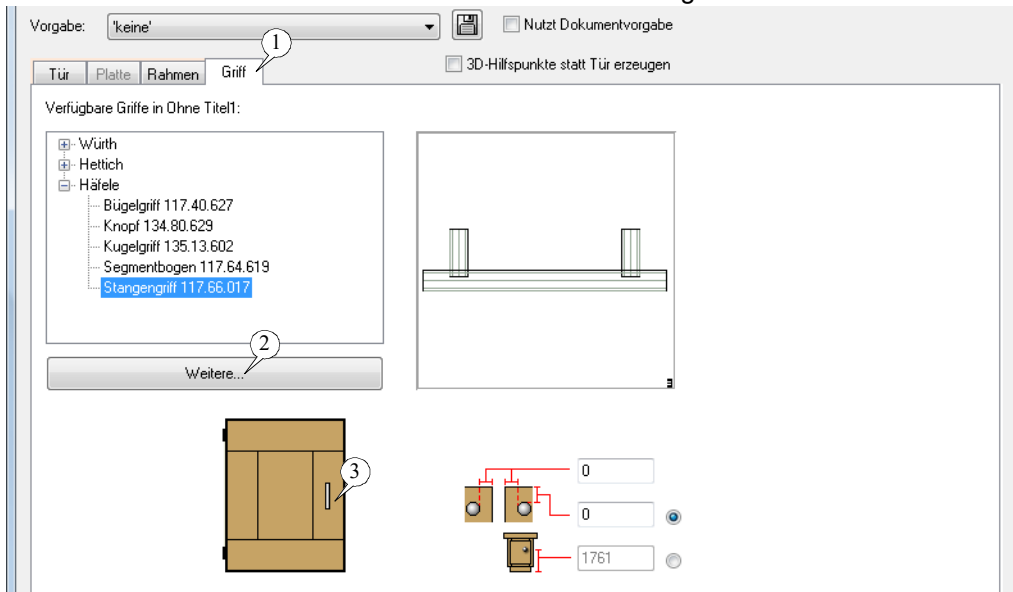 Vorgabe: 'keine' Nutzt Dokumentvorgabe
1
3D-Hilfspunkte statt Tür erzeugen
Tür Platte Rahmen Griff
Verfügbare Griffe in Ohne Titel1:
Würth
Hettich
Häfele
Bügelgriff 117.40.627
Knopf 134.80.629
Kugelgriff 135.13.602
Segmentbogen 117.64.619
Stangengriff 117.66.017
2
Weitere...
3
0
0
1761